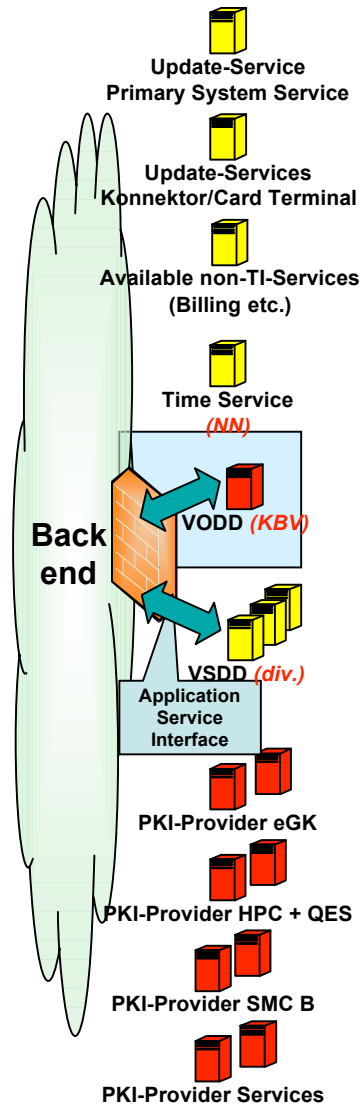 Update-Service
Primary System Service
Update-Services
Konnektor/Card Terminal
Available non-TI-Services
(Billing etc.)
Time Service
(NN)
Back
end
VODD (KBV)
VSDD (div.)
Application
Service
Interface
PKI-Provider eGK
PKI-Provider HPC + QES
PKI-Provider SMC B
PKI-Provider Services